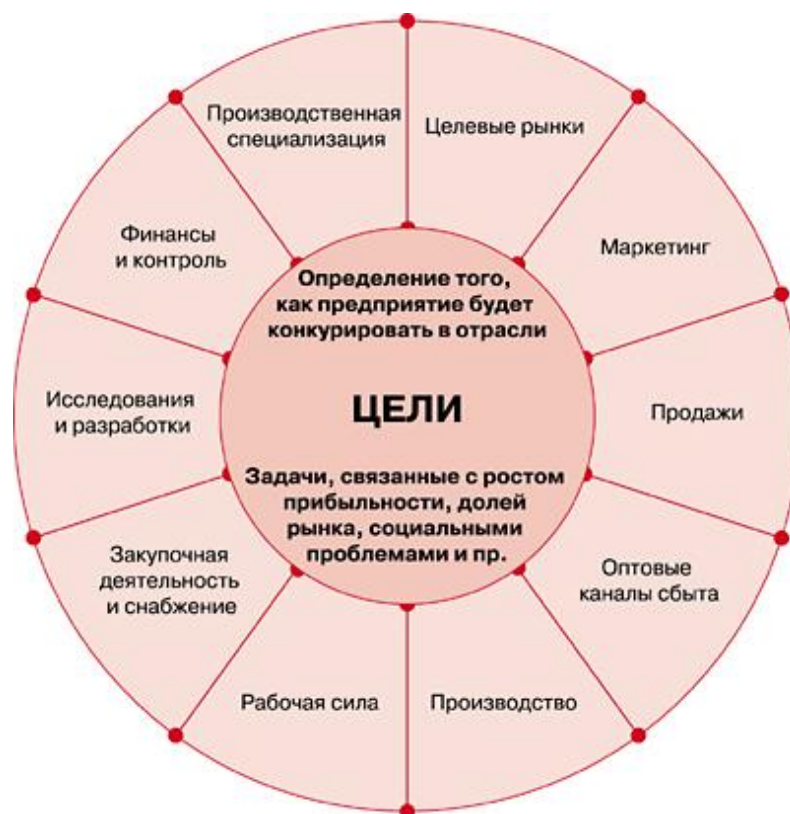 Производственная
специализация
Целевые рынки
Маркетинг
Продажи
Оптовые
каналы сбыта
Производство
Рабочая сила
Закупочная
деятельность
и снабжение
Исследования
и разработки
Финансы
и контроль
Определение того,
как предприятие будет
конкурировать в отрасли
ЦЕЛИ
Задачи, связанные с ростом
прибыльности, долей
рынка, социальными
проблемами и пр.